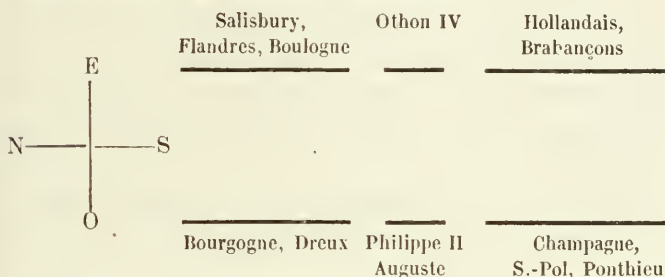 Salisbury,
Flandres, Boulogne
Othon IV
Hollandais,
Brabançons
E
N
S
O
Bourgogne, Dreux
Philippe II
Auguste
Champagne,
S.-Pol, Ponthieu